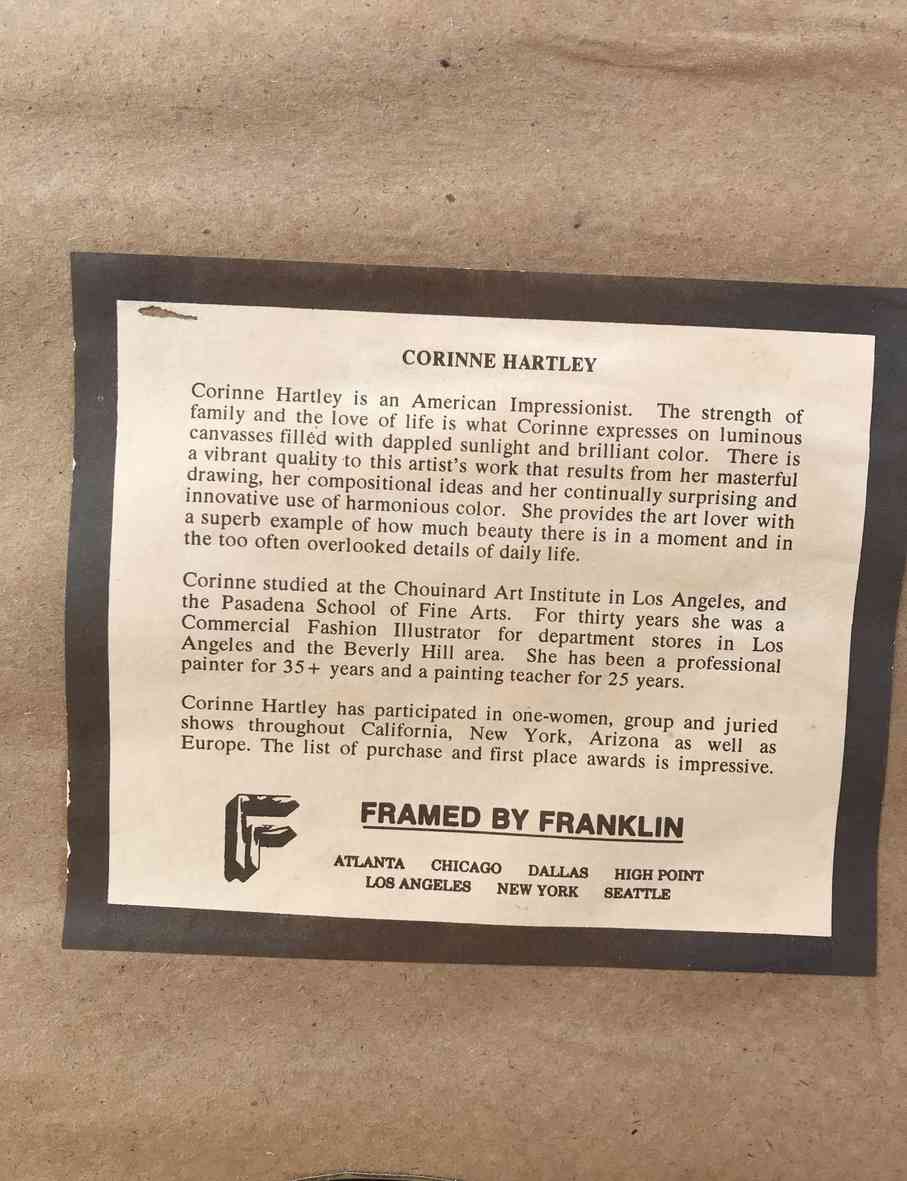 CORINNE HARTLEY
Corinne Hartley is an American Impressionist. The strength of
family and the love of life is what Corinne expresses on luminous
canvasses filled with dappled sunlight and brilliant color. There is
a vibrant quality to this artist's work that results from her masterful
drawing, her compositional ideas and her continually surprising and
innovative use of harmonious color. She provides the art lover with
a superb example of how much beauty there is in a moment and in
the too often overlooked details of daily life.
Corinne studied at the Chouinard Art Institute in Los Angeles, and
the Pasadena School of Fine Arts. For thirty years she was a
Commercial Fashion Illustrator for department stores in Los
Angeles and the Beverly Hill area. She has been a professional
painter for 35+ years and a painting teacher for 25 years.
Corinne Hartley has participated in one-women, group and juried
shows throughout California, New York, Arizona as well as
Europe. The list of purchase and first place awards is impressive.
F
FRAMED BY FRANKLIN
ATLANTA CHICAGO DALLAS HIGH POINT
LOS ANGELES NEW YORK SEATTLE